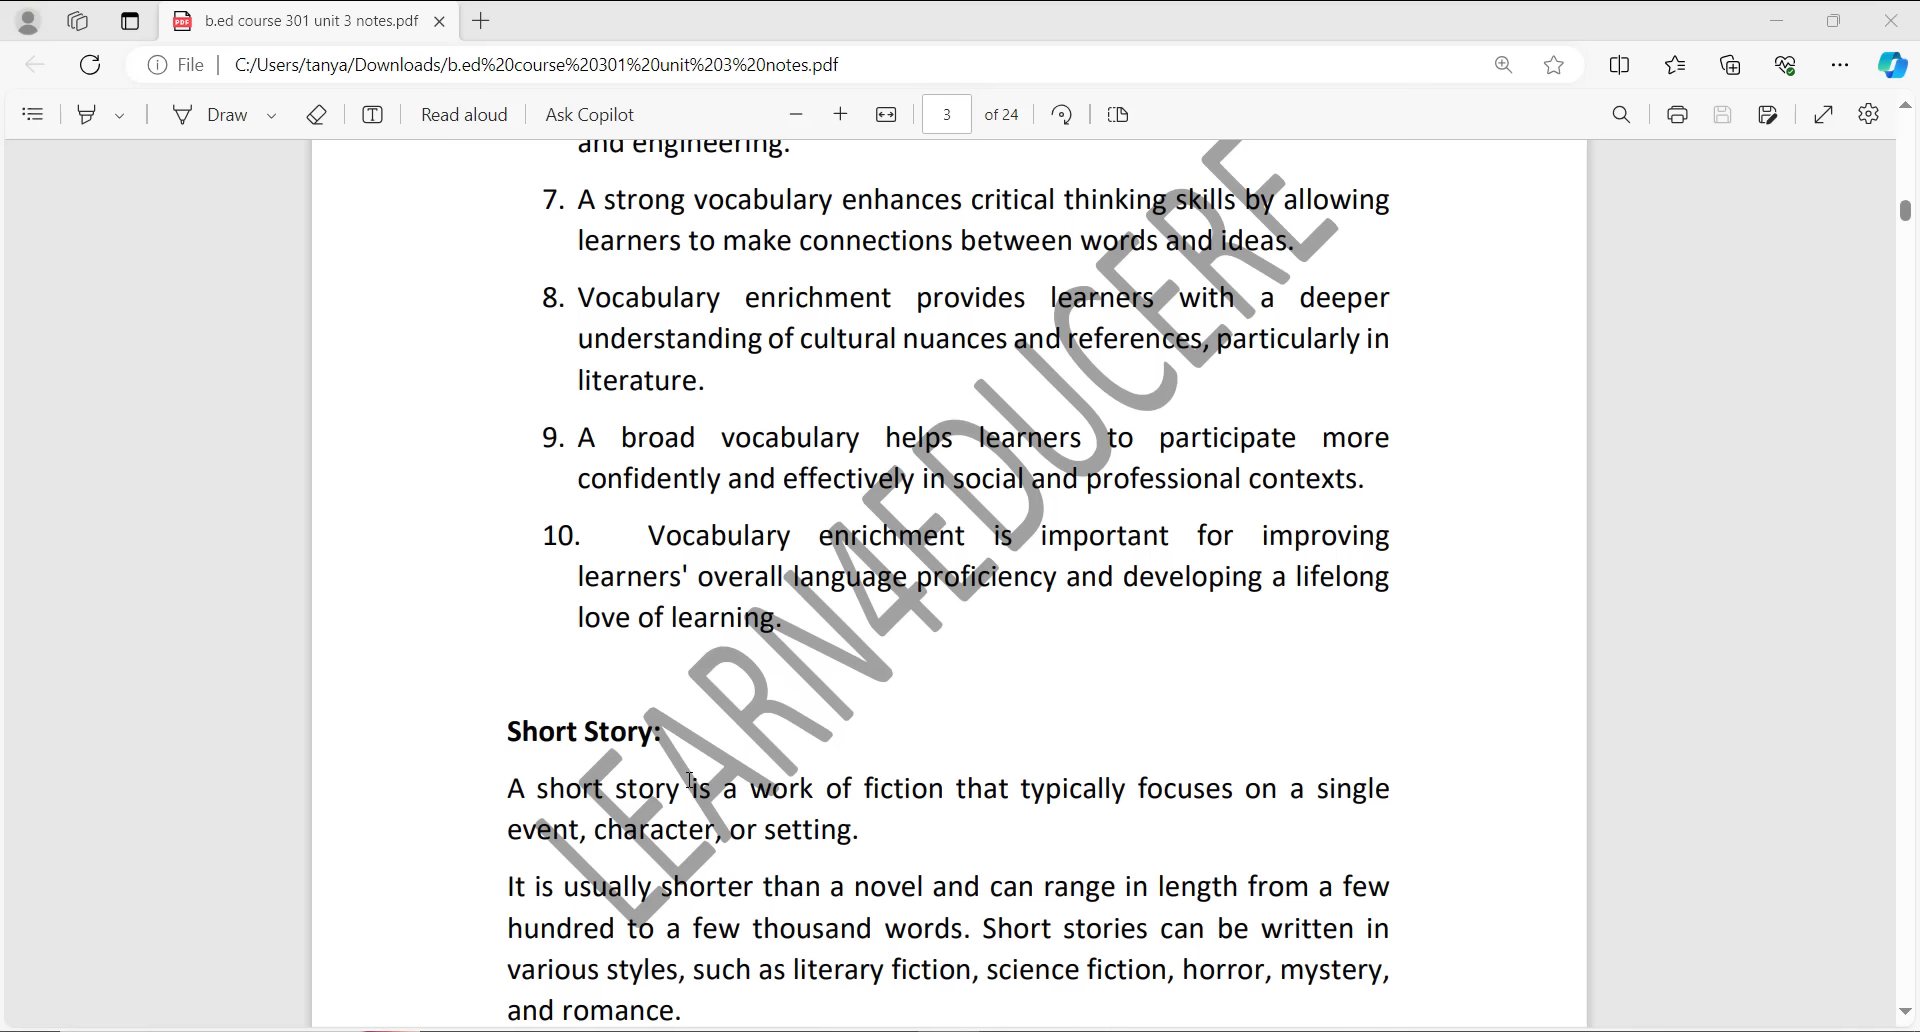 b.ed course 301 unit 3 notes.pdf
File
C:/Users/tanya/Downloads/b.ed%20course%20301%20unit%203%20notes.pdf
Draw
Read aloud
Ask Copilot
3 of 24
and engineering.
7. A strong vocabulary enhances critical thinking skills by allowing
learners to make connections between words and ideas.
8. Vocabulary enrichment provides learners with a deeper
understanding of cultural nuances and references, particularly in
literature.
9. A broad vocabulary helps learners to participate more
confidently and effectively in social and professional contexts.
10. Vocabulary enrichment is important for improving
learners' overall language proficiency and developing a lifelong
love of learning.
Short Story:
A short story is a work of fiction that typically focuses on a single
event, character, or setting.
It is usually shorter than a novel and can range in length from a few
hundred to a few thousand words. Short stories can be written in
various styles, such as literary fiction, science fiction, horror, mystery,
and romance.
LEARN4EDUCERE